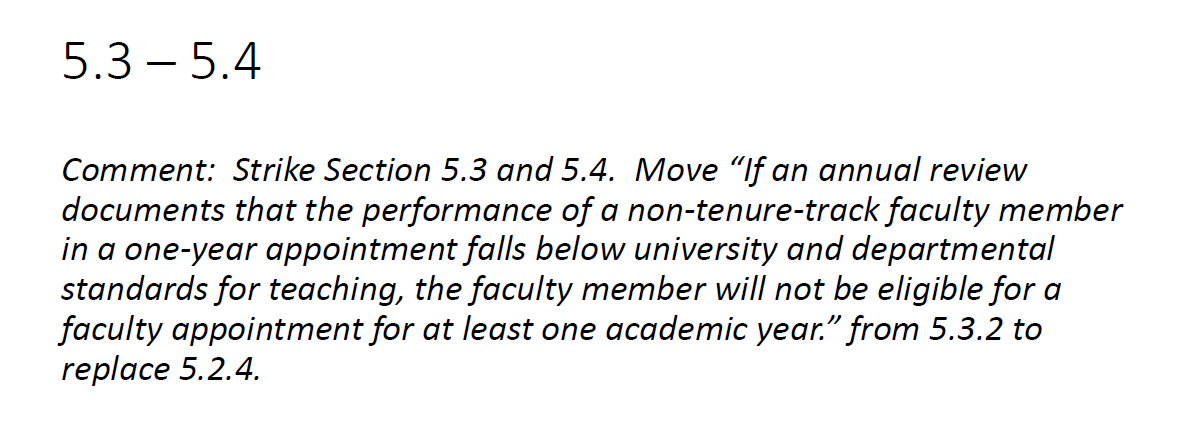 5.3 – 5.4
Comment:  Strike Section 5.3 and 5.4.  Move “If an annual review
documents that the performance of a non-tenure-track faculty member
in a one-year appointment falls below university and departmental
standards for teaching, the faculty member will not be eligible for a
faculty appointment for at least one academic year.” from 5.3.2 to
replace 5.2.4.